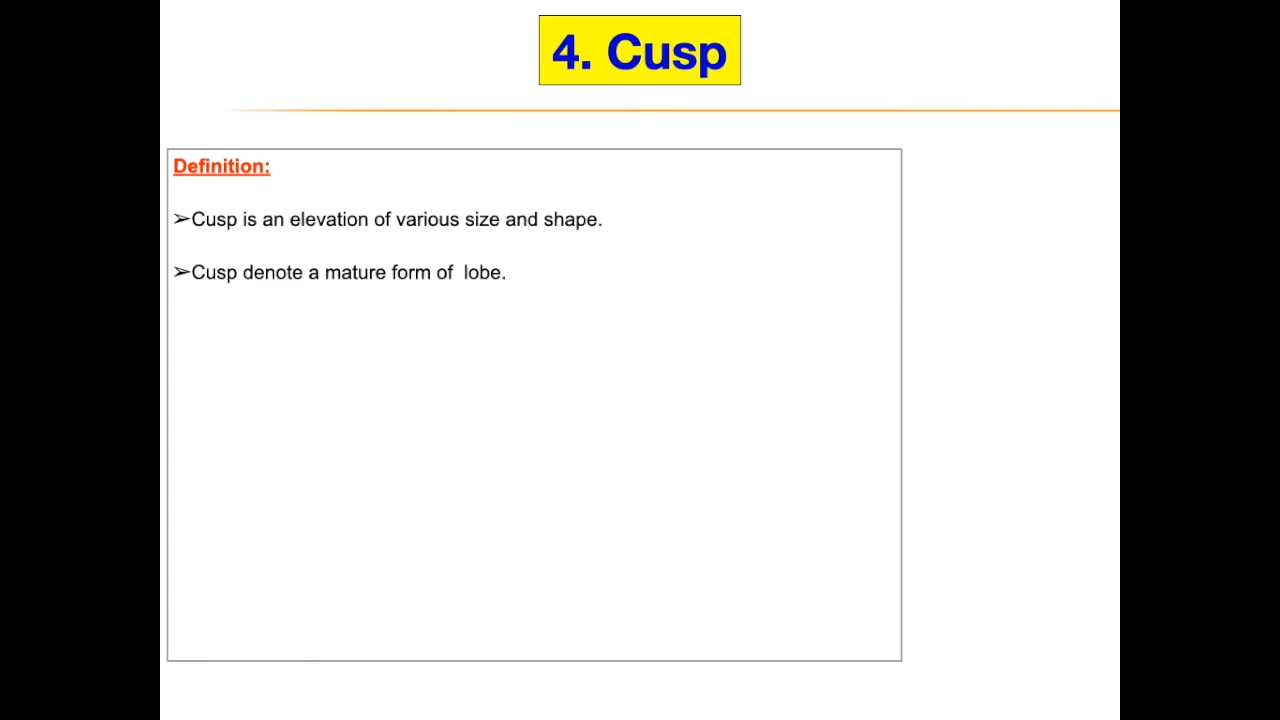 4. Cusp
Definition:
➢Cusp is an elevation of various size and shape.
➢Cusp denote a mature form of  lobe.